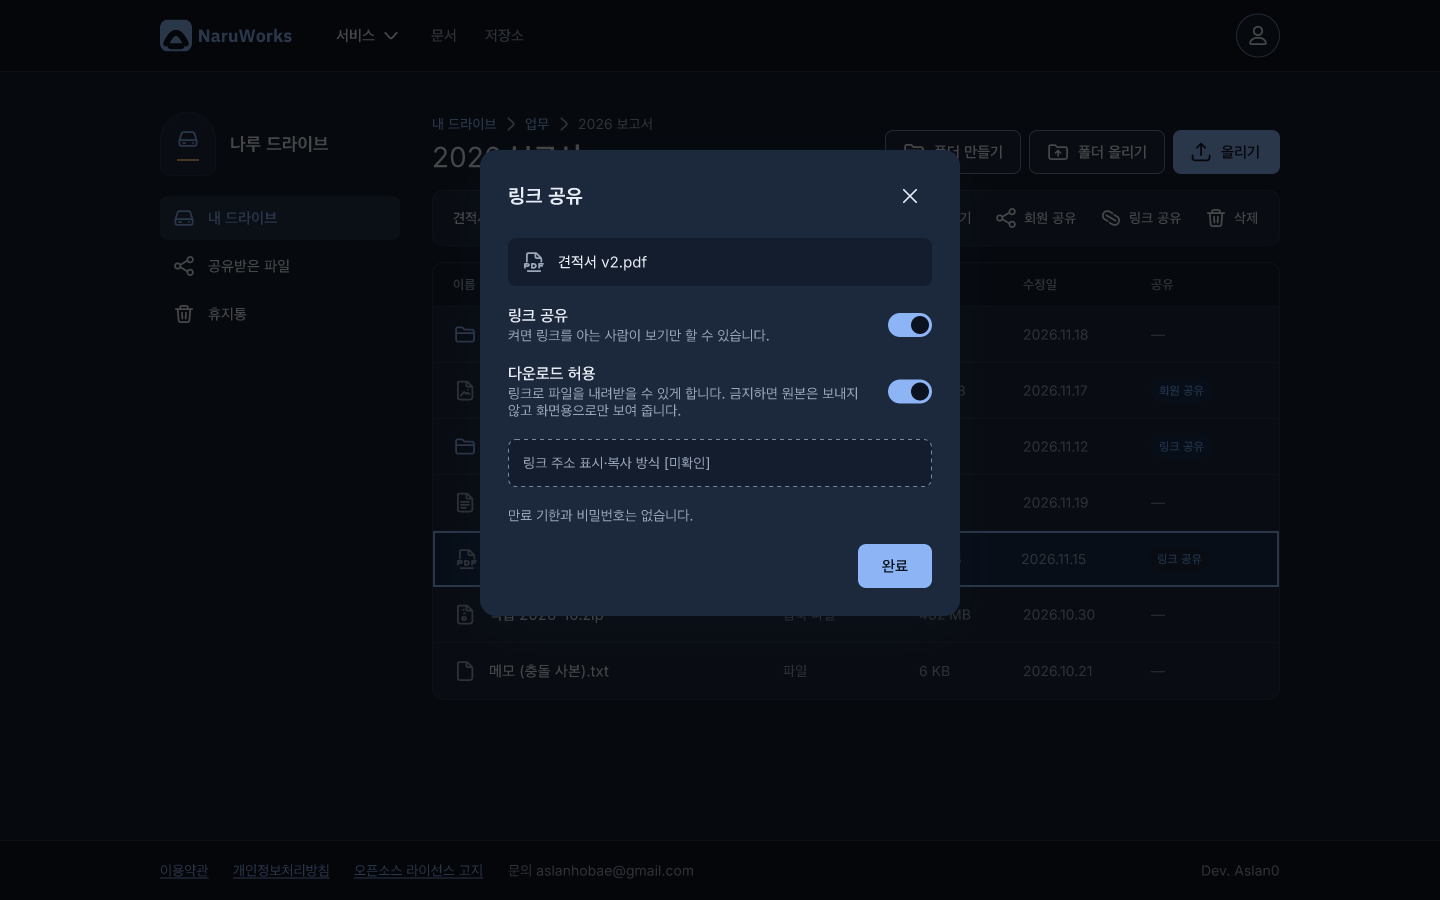 NaruWorks
서비스
문서
저장소
나루 드라이브
내 드라이브
공유받은 파일
휴지통
내 드라이브 > 업무 > 2026 보고서
폴더 만들기
폴더 올리기
올리기
회원 공유
링크 공유
삭제
이름
수정일
공유
2026.11.18
—
2026.11.17
회원 공유
2026.11.12
링크 공유
2026.11.19
—
2026.11.15
링크 공유
2026.10.30
—
메모 (충돌 사본).txt
파일
6 KB
2026.10.21
—
링크 공유
PDF
견적서 v2.pdf
링크 공유
켜면 링크를 아는 사람이 보기만 할 수 있습니다.
다운로드 허용
링크로 파일을 내려받을 수 있게 합니다. 금지하면 원본은 보내지
않고 화면용으로만 보여 줍니다.
링크 주소 표시·복사 방식 [미확인]
만료 기한과 비밀번호는 없습니다.
완료
이용약관
개인정보처리방침
오픈소스 라이선스 고지
문의 aslanhobae@gmail.com
Dev. Aslan0